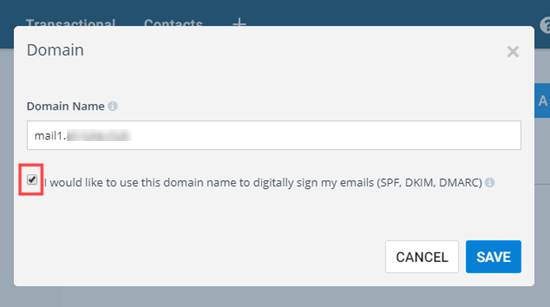 Transactional Contacts +
Domain ×
Domain Name
mail1.
I would like to use this domain name to digitally sign my emails (SPF, DKIM, DMARC)
CANCEL SAVE